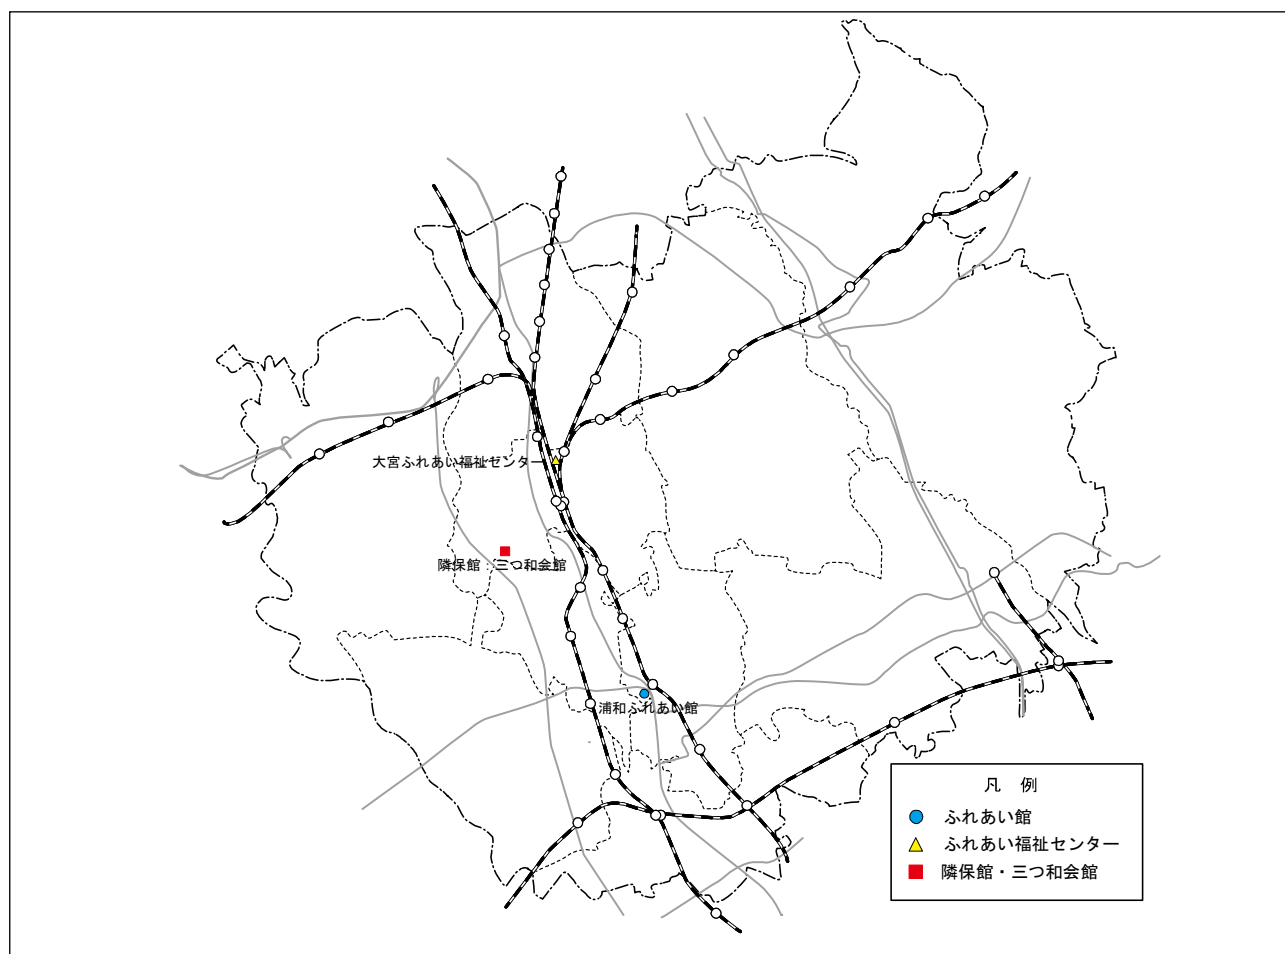 大宮ふれあい福祉センター
隣保館・三つ和会館
浦和ふれあい館
凡 例
ふれあい館
ふれあい福祉センター
隣保館・三つ和会館